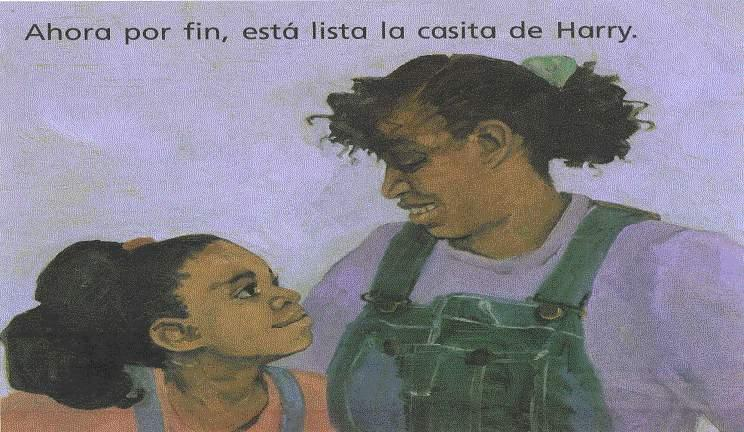 Ahora por fin, está lista la casita de Harry.